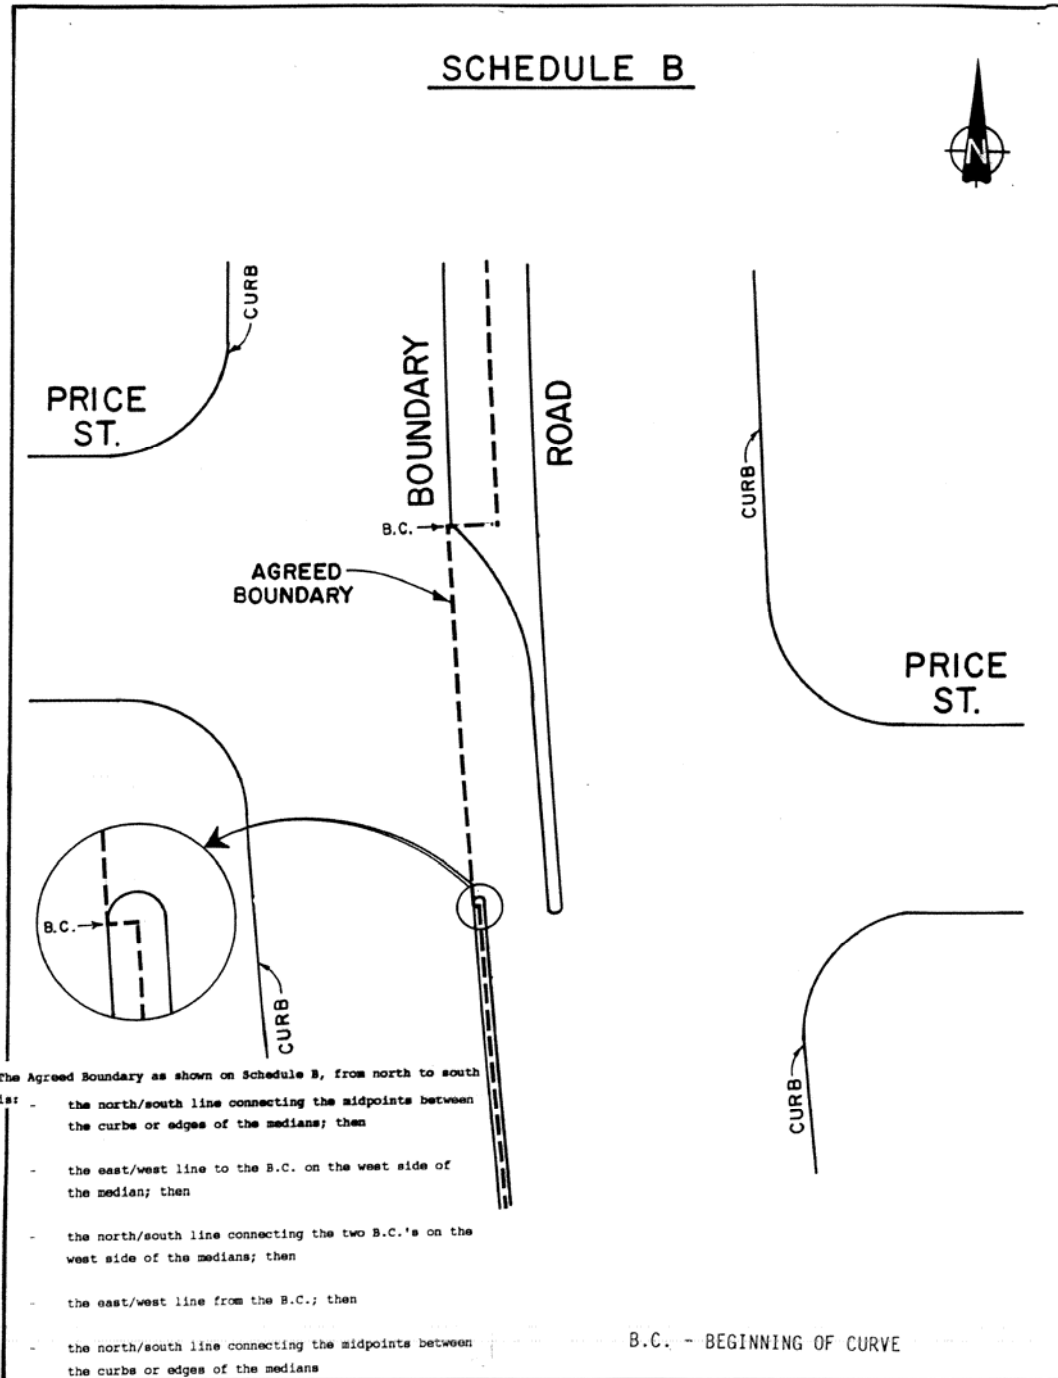 SCHEDULE B
N
CURB
PRICE
ST.
BOUNDARY
ROAD
CURB
B.C.
AGREED
BOUNDARY
PRICE
ST.
B.C.
CURB
CURB
The Agreed Boundary as shown on Schedule B, from north to south
is:
- the north/south line connecting the midpoints between
the curbs or edges of the medians; then
- the east/west line to the B.C. on the west side of
the median; then
- the north/south line connecting the two B.C.'s on the
west side of the medians; then
- the east/west line from the B.C.; then
- the north/south line connecting the midpoints between
the curbs or edges of the medians
B.C. - BEGINNING OF CURVE